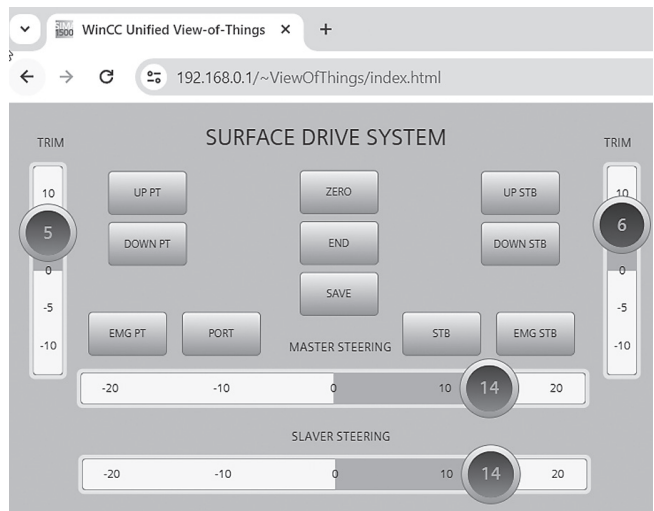 SIMA
1500
WinCC Unified View-of-Things
192.168.0.1/~ViewOfThings/index.html
SURFACE DRIVE SYSTEM
TRIM
TRIM
10
5
0
-5
-10
UP PT
ZERO
UP STB
DOWN PT
END
DOWN STB
SAVE
10
6
0
-5
-10
EMG PT
PORT
STB
EMG STB
MASTER STEERING
-20 -10 0 10 14 20
SLAVER STEERING
-20 -10 0 10 14 20